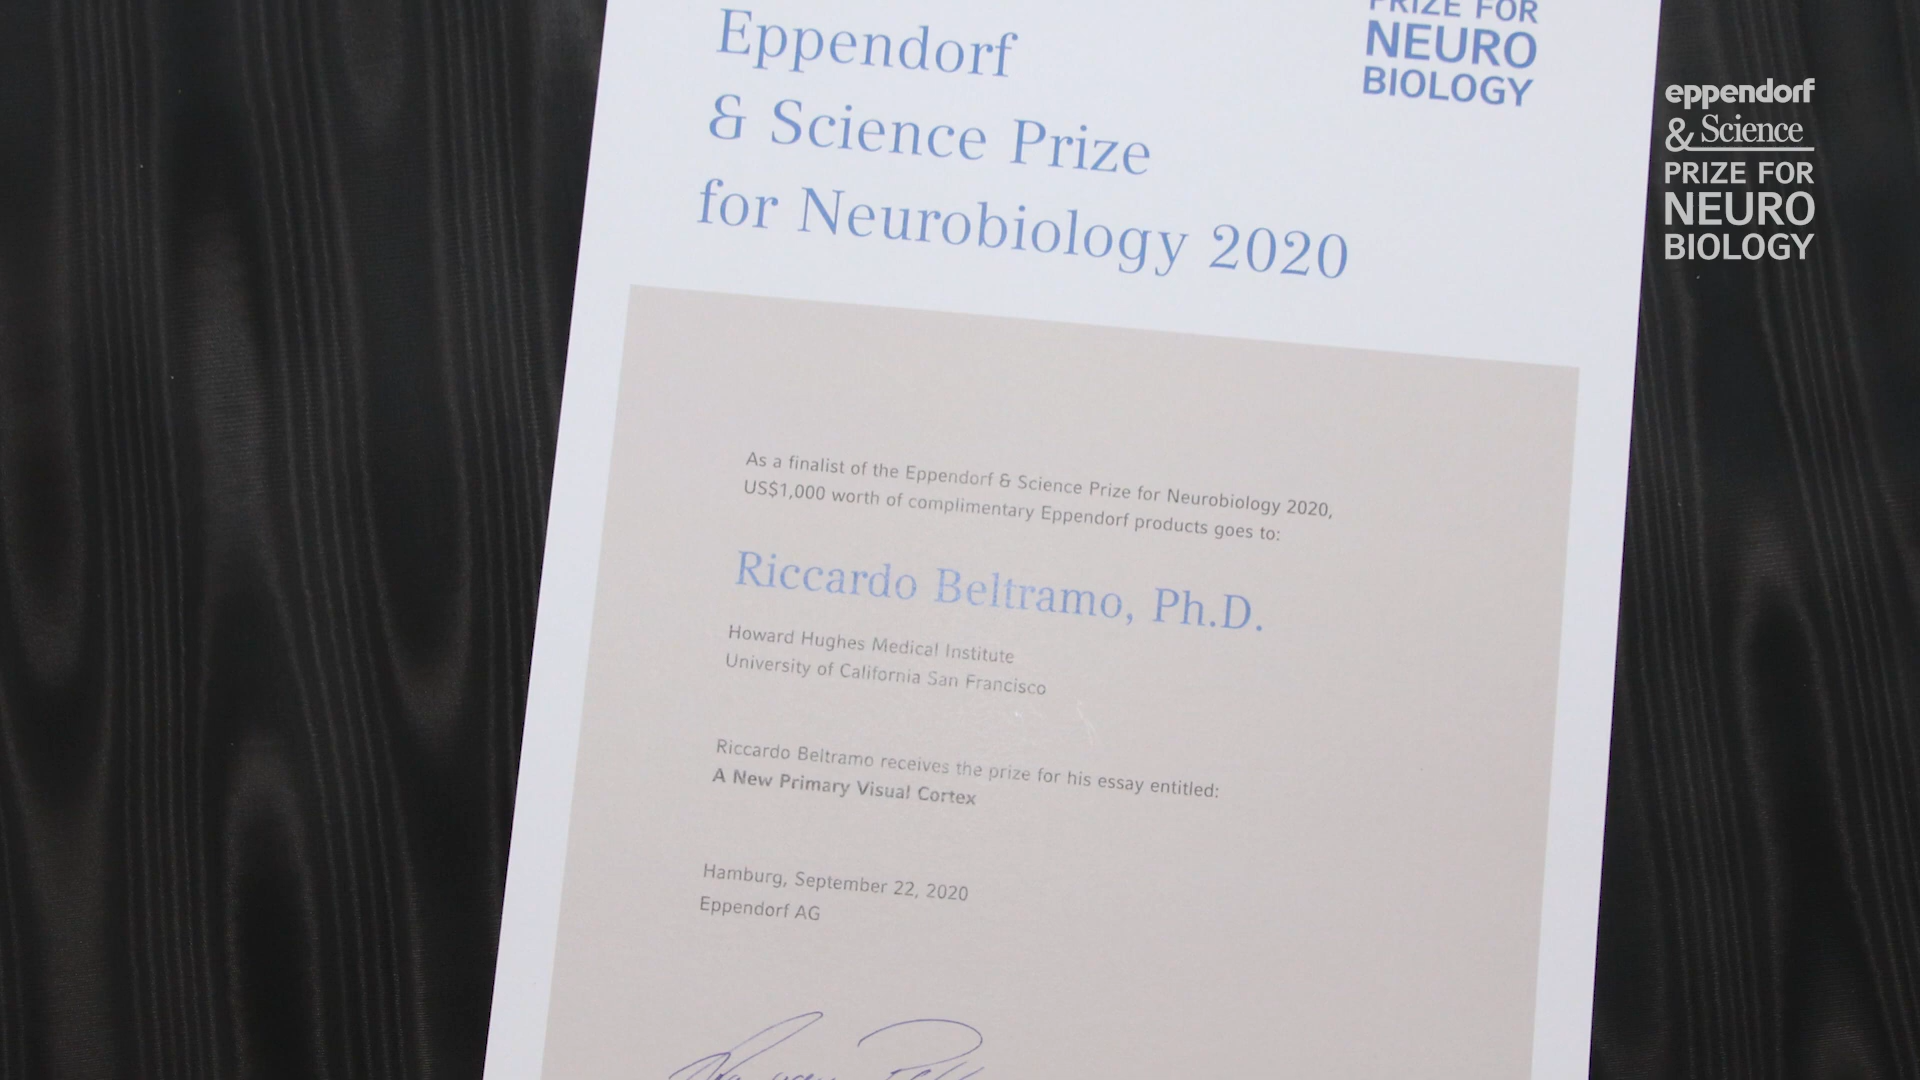 Eppendorf
& Science Prize
for Neurobiology 2020
PRIZE FOR
NEURO
BIOLOGY
As a finalist of the Eppendorf & Science Prize for Neurobiology 2020,
US$1,000 worth of complimentary Eppendorf products goes to:
Riccardo Beltramo, Ph.D.
Howard Hughes Medical Institute
University of California San Francisco
Riccardo Beltramo receives the prize for his essay entitled:
A New Primary Visual Cortex
Hamburg, September 22, 2020
Eppendorf AG
eppendorf
& Science
PRIZE FOR
NEURO
BIOLOGY